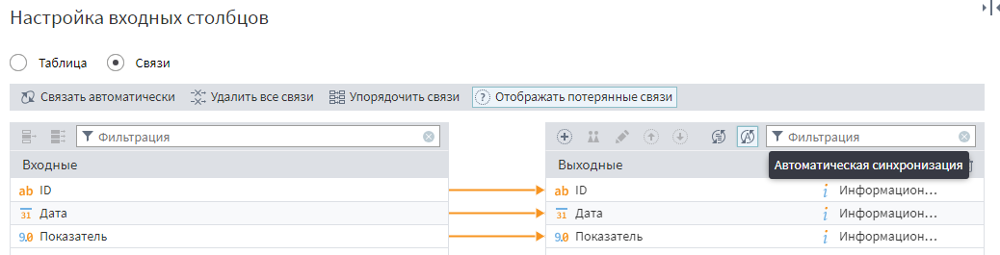 Настройка входных столбцов
Таблица Связи
Связать автоматически Удалить все связи Упорядочить связи ? Отображать потерянные связи
Фильтрация Фильтрация
Входные Выходные Автоматическая синхронизация
ab ID ab ID i Информацион...
31 Дата 31 Дата i Информацион...
9.0 Показатель 9.0 Показатель i Информацион...